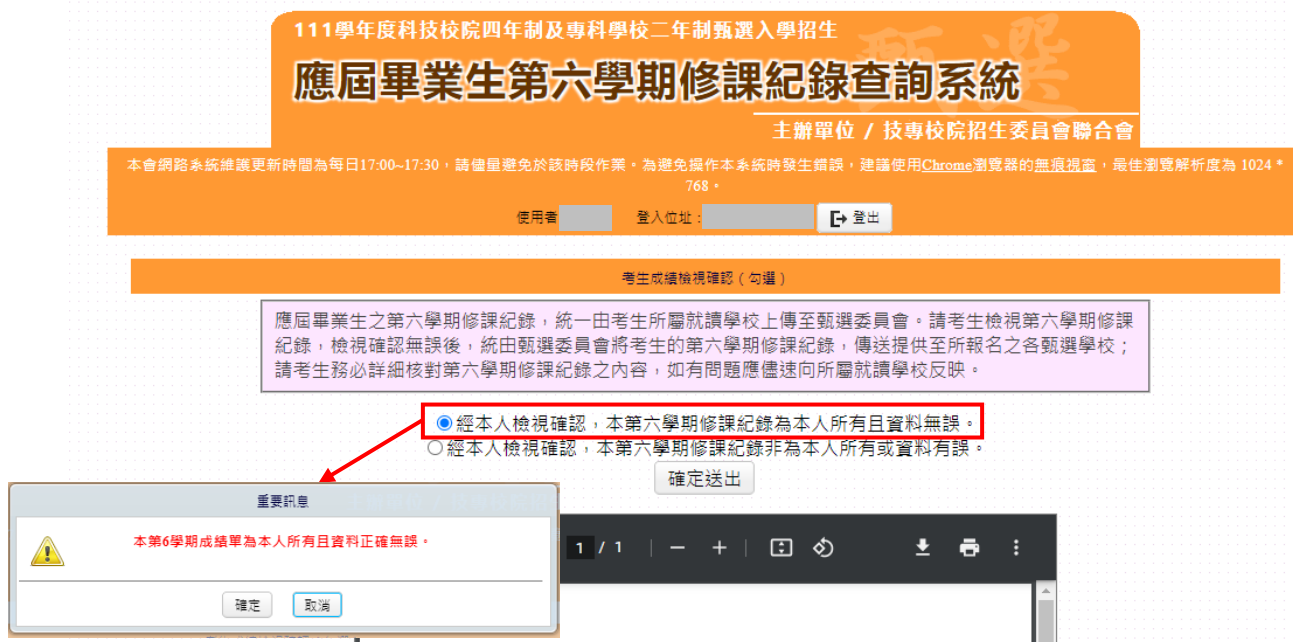 111學年度科技校院四年制及專科學校二年制甄選入學招生
甄選
應屆畢業生第六學期修課紀錄查詢系統
主辦單位 / 技專校院招生委員會聯合會
本會網路系統維護更新時間為每日17:00~17:30，請儘量避免於該時段作業。為避免操作本系統時發生錯誤，建議使用Chrome瀏覽器的無痕視窗，最佳瀏覽解析度為 1024 *
768。
使用者 登入位址： 登出
考生成績檢視確認（勾選）
應屆畢業生之第六學期修課紀錄，統一由考生所屬就讀學校上傳至甄選委員會。請考生檢視第六學期修課
紀錄，檢視確認無誤後，統由甄選委員會將考生的第六學期修課紀錄，傳送提供至所報名之各甄選學校；
請考生務必詳細核對第六學期修課紀錄之內容，如有問題應儘速向所屬就讀學校反映。
經本人檢視確認，本第六學期修課紀錄為本人所有且資料無誤。
經本人檢視確認，本第六學期修課紀錄非為本人所有或資料有誤。
確定送出
重要訊息
本第6學期成績單為本人所有且資料正確無誤。
確定 取消
1 / 1